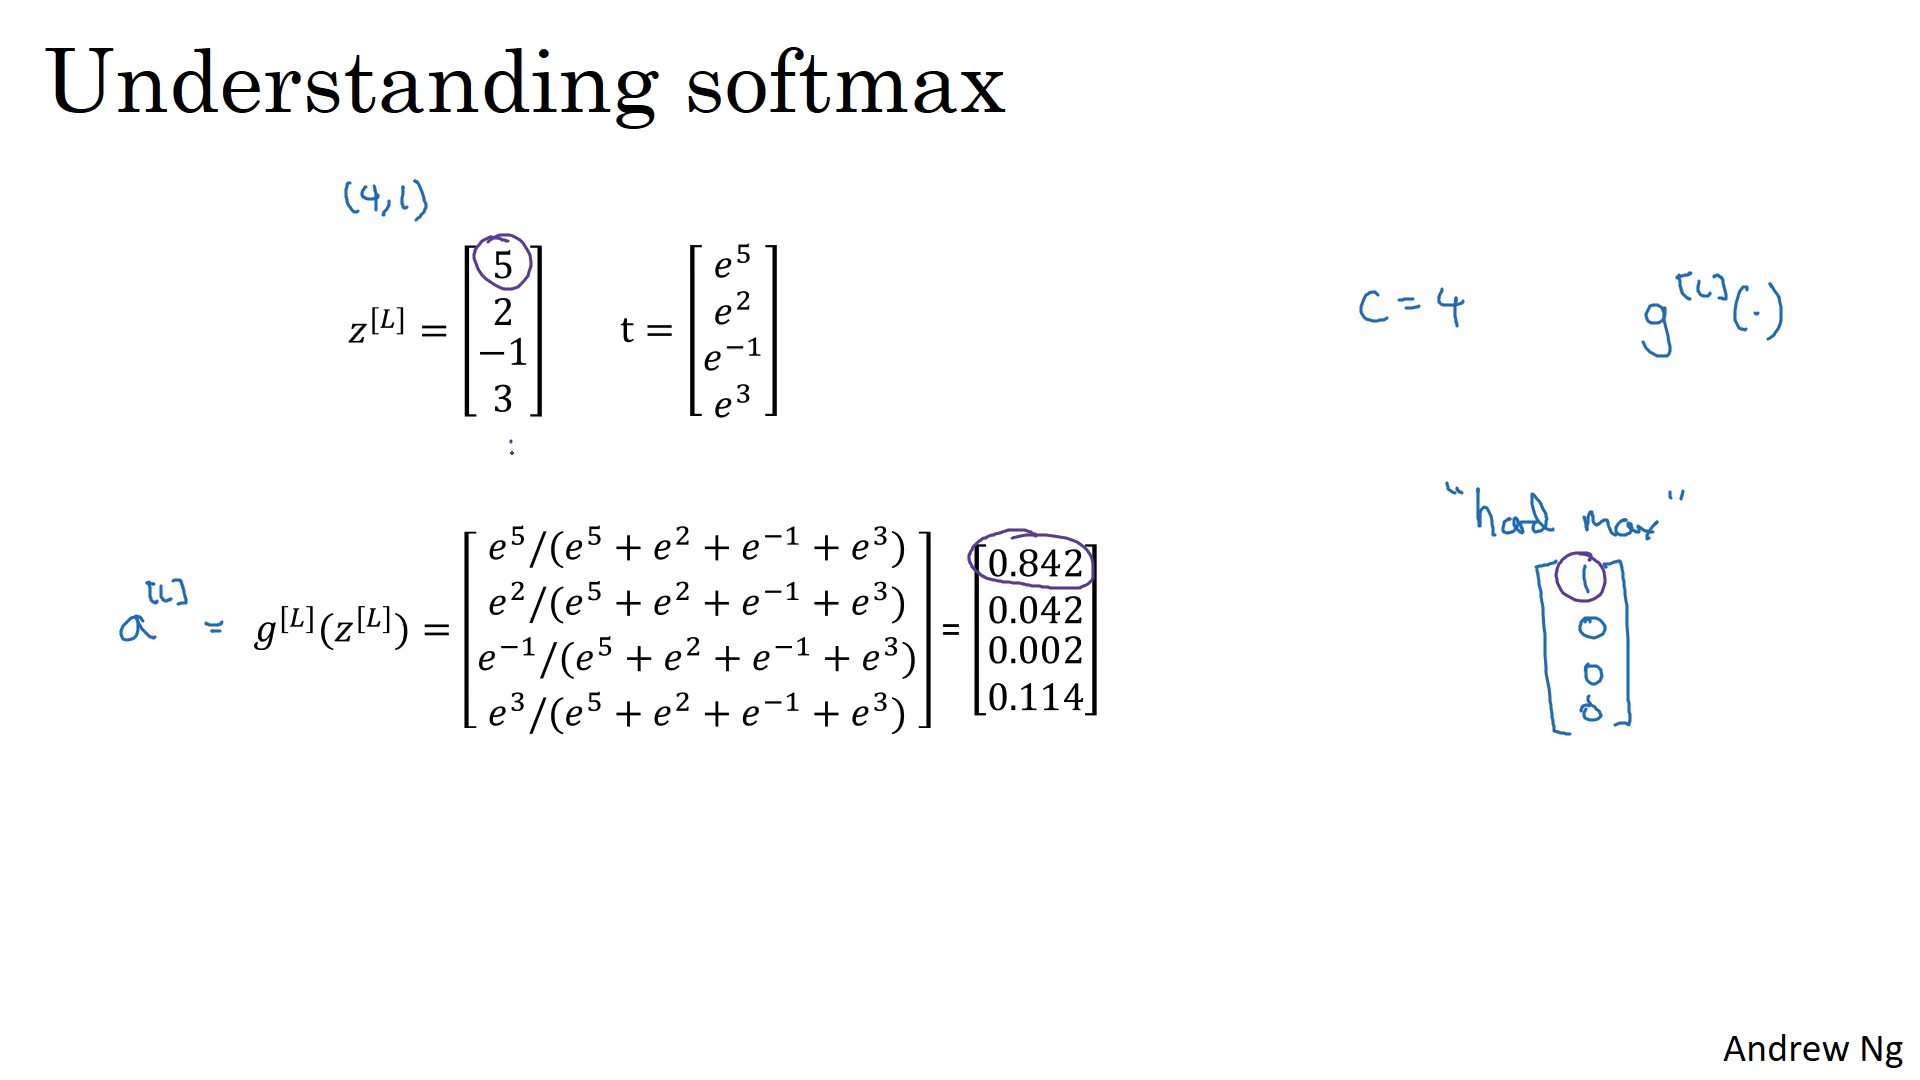 Understanding softmax
(4,1)
z^[L] = [5 2 −1 3] t = [e^5 e^2 e^−1 e^3]
C = 4 g^[L](·)
"hard max"
a^[L] = g^[L](z^[L]) = [e^5/(e^5 + e^2 + e^−1 + e^3)
e^2/(e^5 + e^2 + e^−1 + e^3)
e^−1/(e^5 + e^2 + e^−1 + e^3)
e^3/(e^5 + e^2 + e^−1 + e^3)] = [0.842
0.042
0.002
0.114]
[1
0
0
0]
Andrew Ng